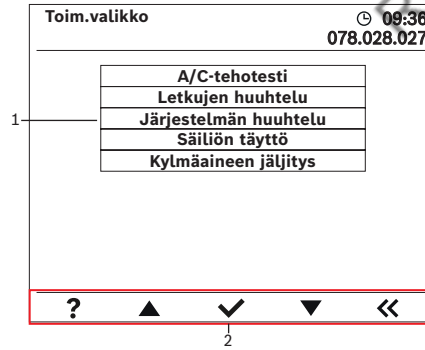 Toim.valikko
09:36
078.028.027
A/C-tehotesti
Letkujen huuhtelu
1
Järjestelmän huuhtelu
Säiliön täyttö
Kylmäaineen jäljitys
?
2